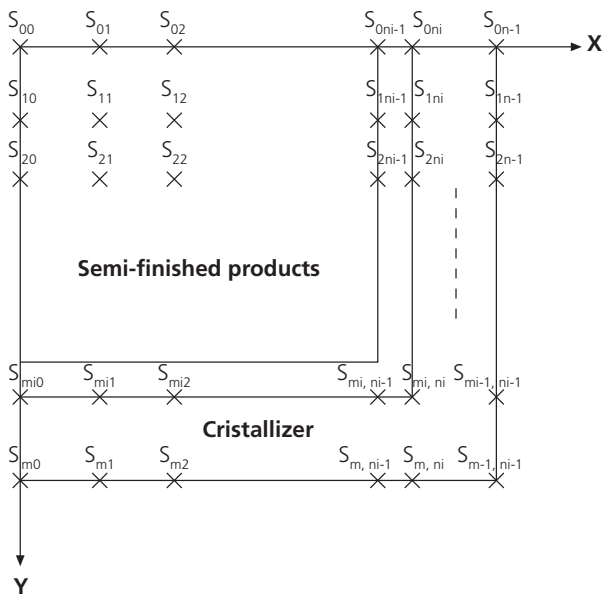 S00 S01 S02 S0ni-1 S0ni S0n-1
X
S10 S11 S12 S1ni-1 S1ni S1n-1
S20 S21 S22 S2ni-1 S2ni S2n-1
Semi-finished products
Smi0 Smi1 Smi2 Smi, ni-1 Smi, ni Smi-1, ni-1
Cristallizer
Sm0 Sm1 Sm2 Sm, ni-1 Sm, ni Sm-1, ni-1
Y